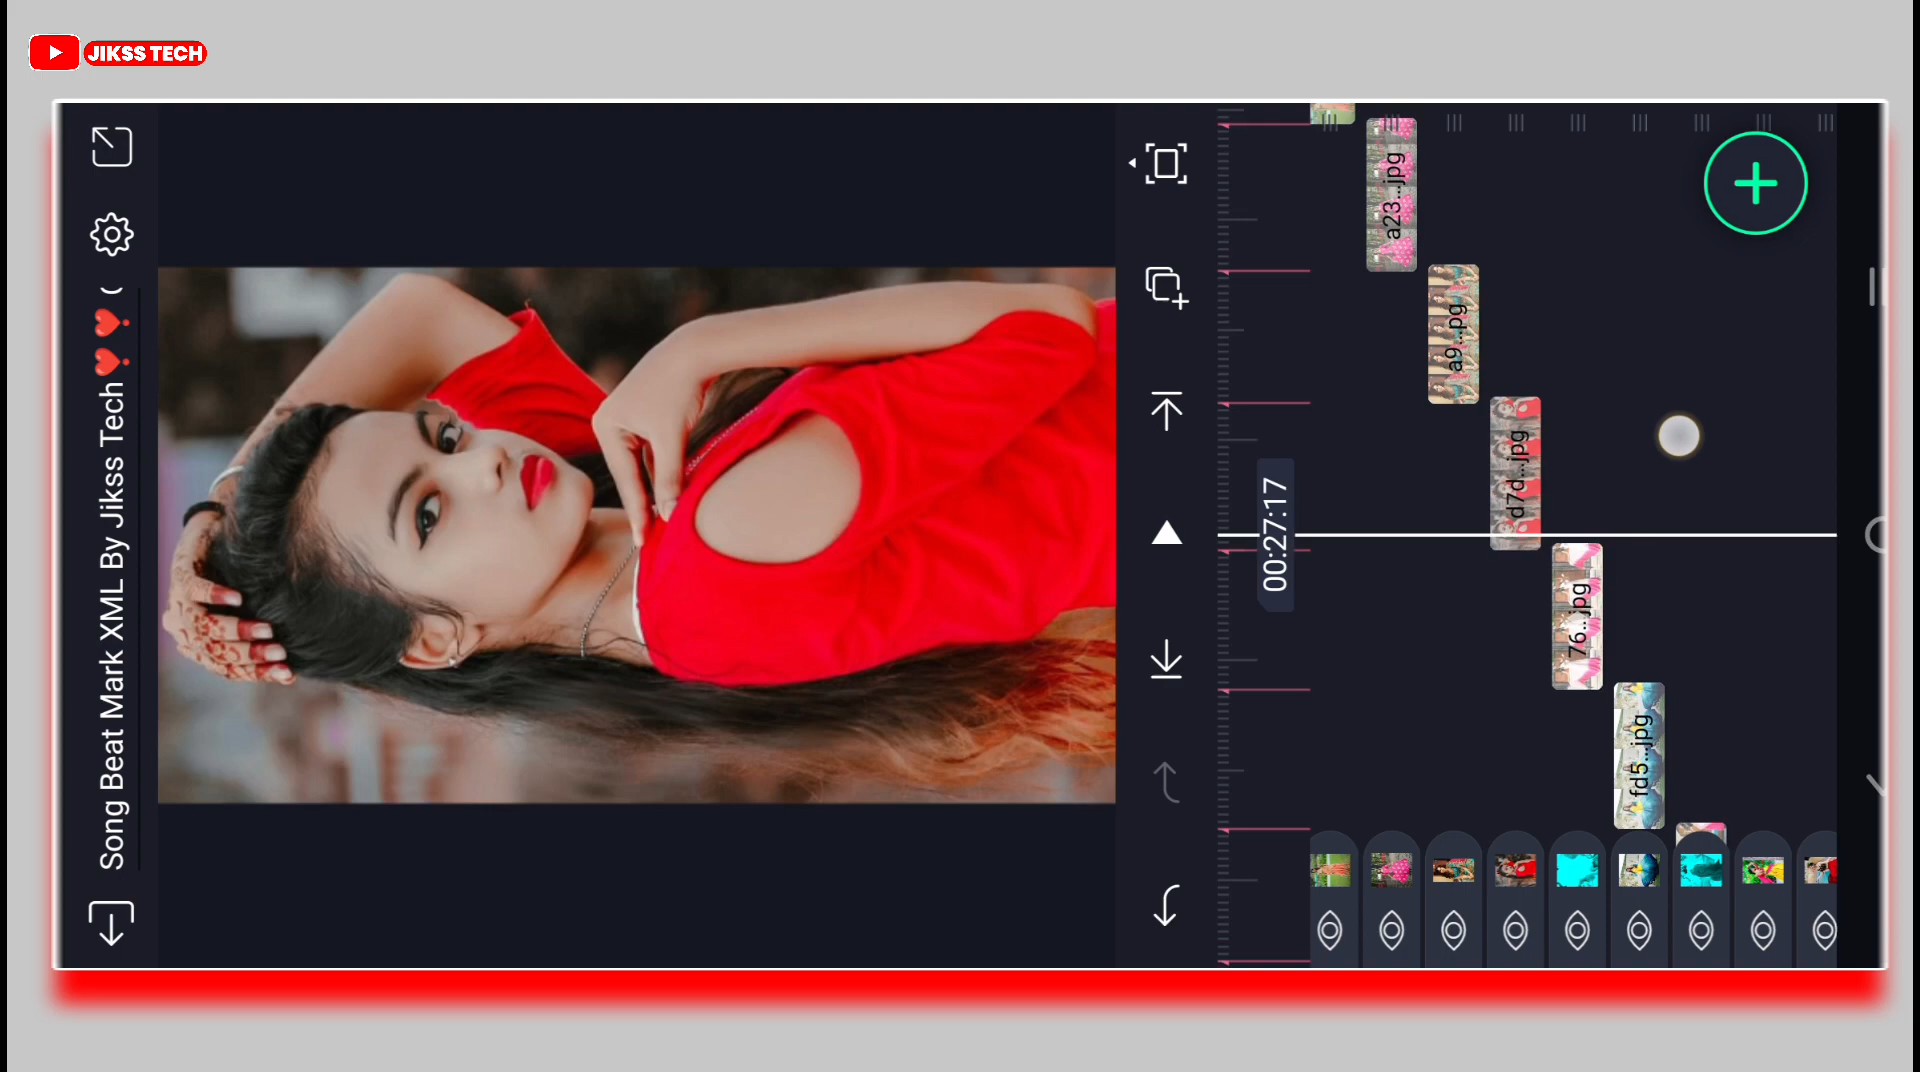 JIKSS TECH
Song Beat Mark XML By Jikss Tech ❣️❣️ (
00:27:17
a23...jpg
a9...pg
d7d...jpg
76...jpg
fd5...jpg